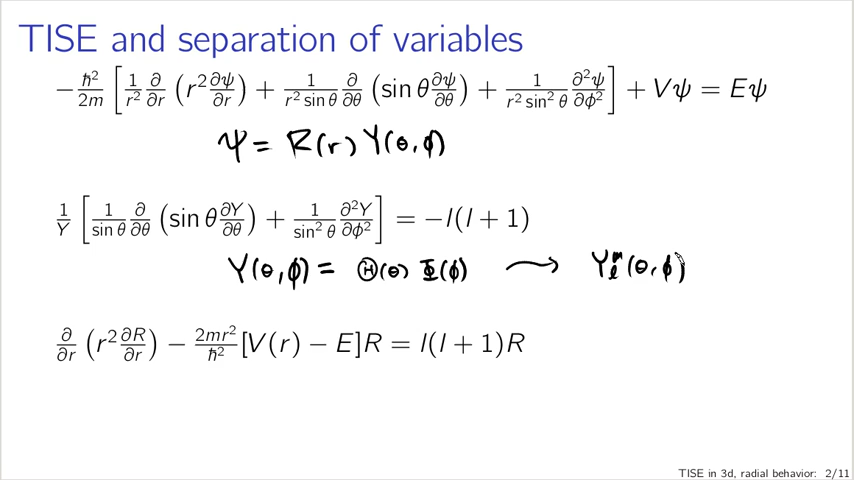 TISE and separation of variables
−ħ²/2m [1/r² ∂/∂r (r² ∂ψ/∂r) + 1/(r² sin θ) ∂/∂θ (sin θ ∂ψ/∂θ) + 1/(r² sin² θ) ∂²ψ/∂ϕ²] + Vψ = Eψ
ψ = R(r) Y(θ,ϕ)
1/Y [1/sin θ ∂/∂θ (sin θ ∂Y/∂θ) + 1/sin² θ ∂²Y/∂ϕ²] = −l(l + 1)
Y(θ,ϕ) = Θ(θ) Φ(ϕ) → Yₗᵐ(θ,ϕ)
∂/∂r (r² ∂R/∂r) − 2mr²/ħ² [V(r) − E]R = l(l + 1)R
TISE in 3d, radial behavior: 2/11